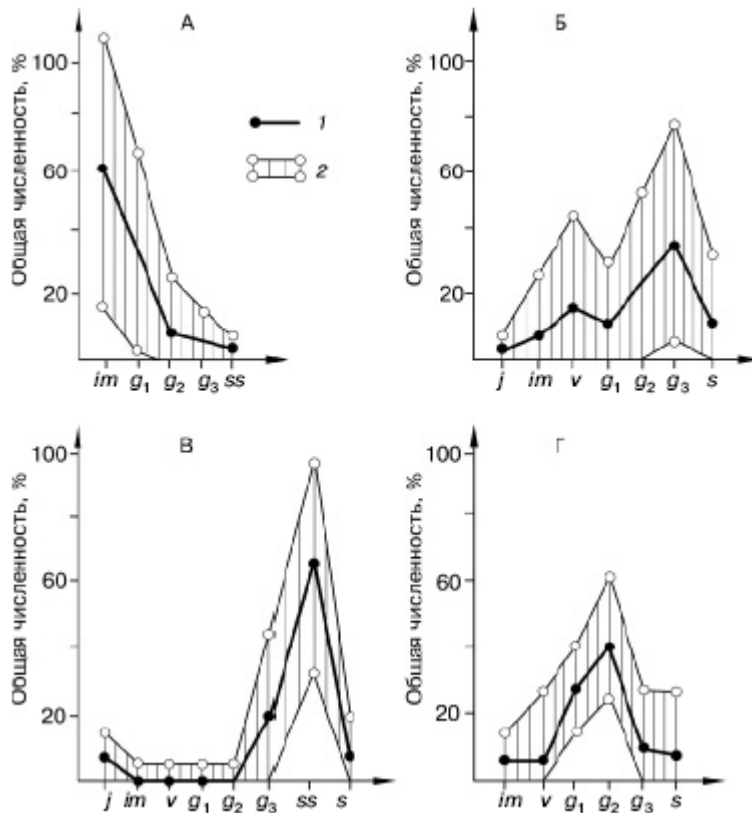 А
Общая численность, %
100
60
20
im g₁ g₂ g₃ ss
1
2
Б
Общая численность, %
100
60
20
j im v g₁ g₂ g₃ s
В
Общая численность, %
100
60
20
j im v g₁ g₂ g₃ ss s
Г
Общая численность, %
100
60
20
im v g₁ g₂ g₃ s